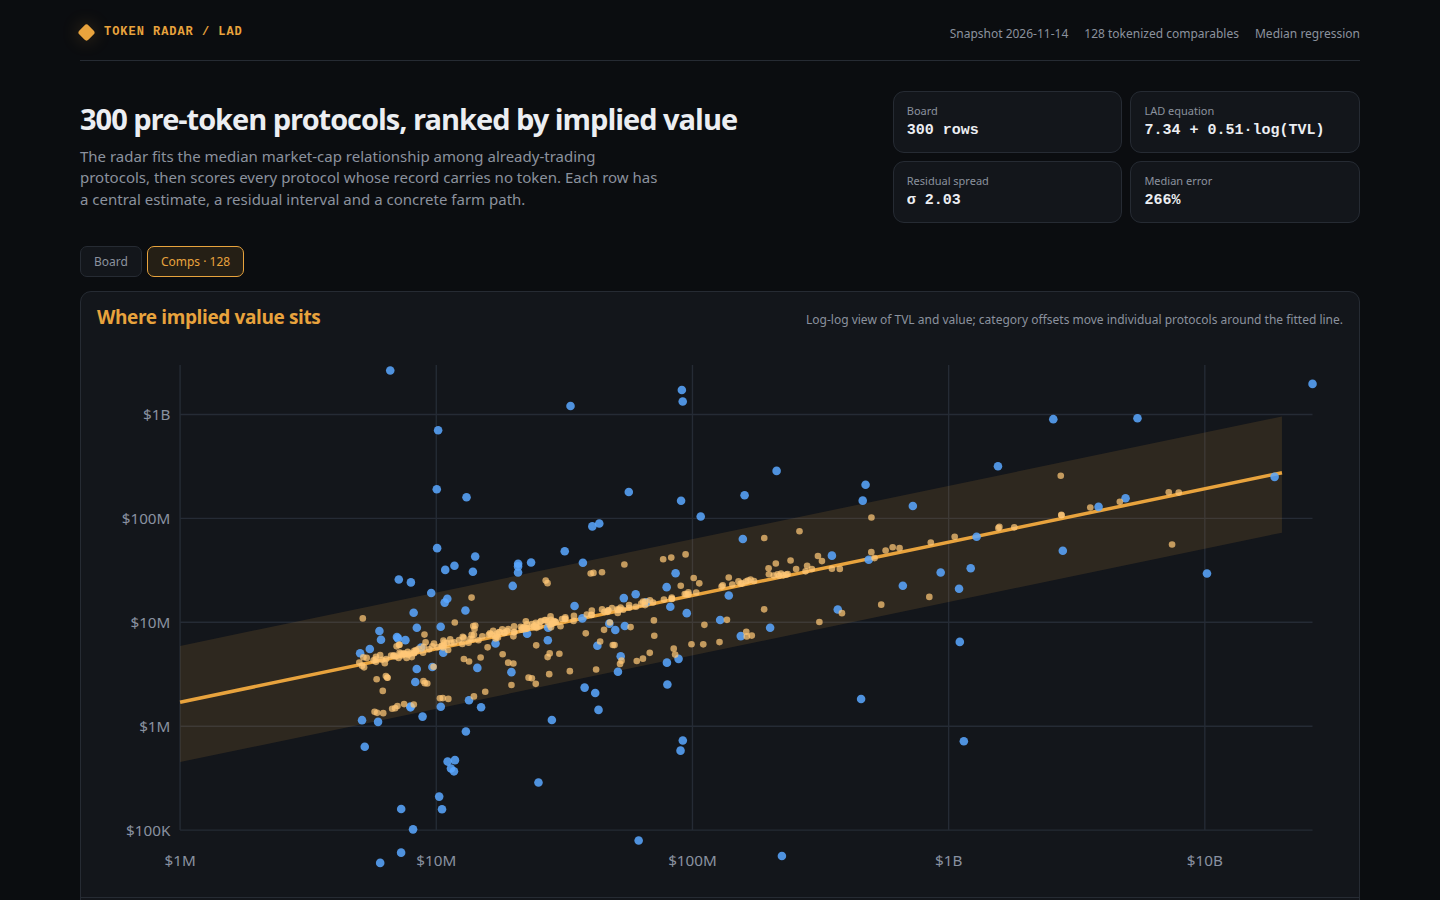 TOKEN RADAR / LAD
Snapshot 2026-11-14 128 tokenized comparables Median regression
300 pre-token protocols, ranked by implied value
The radar fits the median market-cap relationship among already-trading
protocols, then scores every protocol whose record carries no token. Each row has
a central estimate, a residual interval and a concrete farm path.
Board
300 rows
LAD equation
7.34 + 0.51·log(TVL)
Residual spread
σ 2.03
Median error
266%
Board
Comps · 128
Where implied value sits
Log-log view of TVL and value; category offsets move individual protocols around the fitted line.
$1B
$100M
$10M
$1M
$100K
$1M $10M $100M $1B $10B